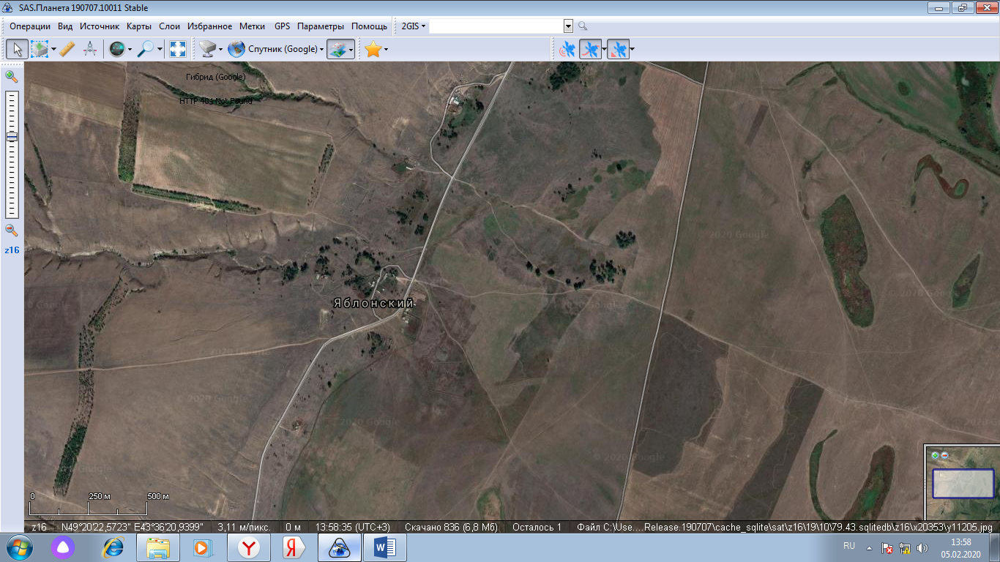 SAS.Планета 190707.10011 Stable
Операции Вид Источник Карты Слои Избранное Метки GPS Параметры Помощь 2GIS
Спутник (Google)
Гибрид (Google)
HTTP 404 Not Found
z16
© 2020 Google
2020 Google
Яблонский
© 2020 Google
© 2020 Google
© 2020 Google
0 250 м 500 м
z16 N49°20'22,5723" E43°36'20,9399" 3,11 м/пикс. 0 м 13:58:35 (UTC+3) Скачано 836 (6,8 Мб) Осталось 1 Файл C:\Use....Release.190707\cache_sqlite\sat\z16\19\10\79.43.sqlitedb\z16\x20353\y11205.jpg
RU 13:58
05.02.2020